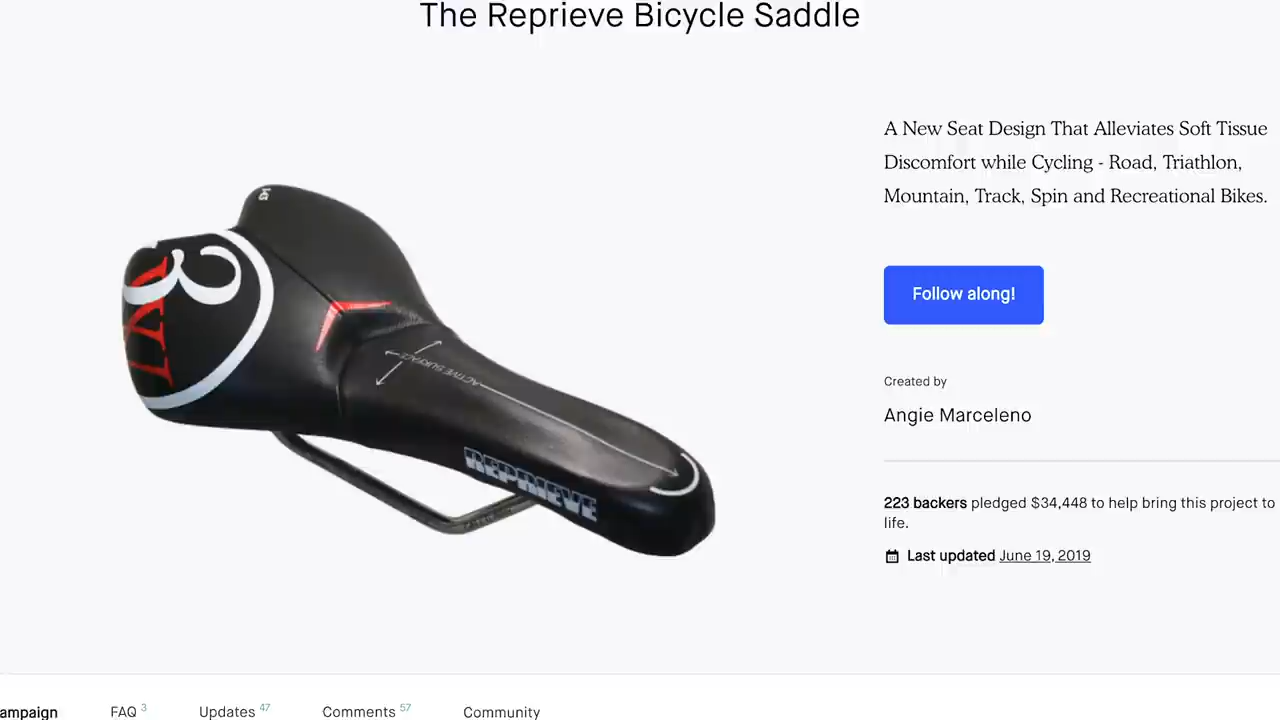 The Reprieve Bicycle Saddle
A New Seat Design That Alleviates Soft Tissue
Discomfort while Cycling - Road, Triathlon,
Mountain, Track, Spin and Recreational Bikes.
Follow along!
ACTIVE SURFACE
REPRIEVE
Created by
Angie Marceleno
223 backers pledged $34,448 to help bring this project to
life.
Last updated June 19, 2019
ampaign FAQ 3 Updates 47 Comments 57 Community